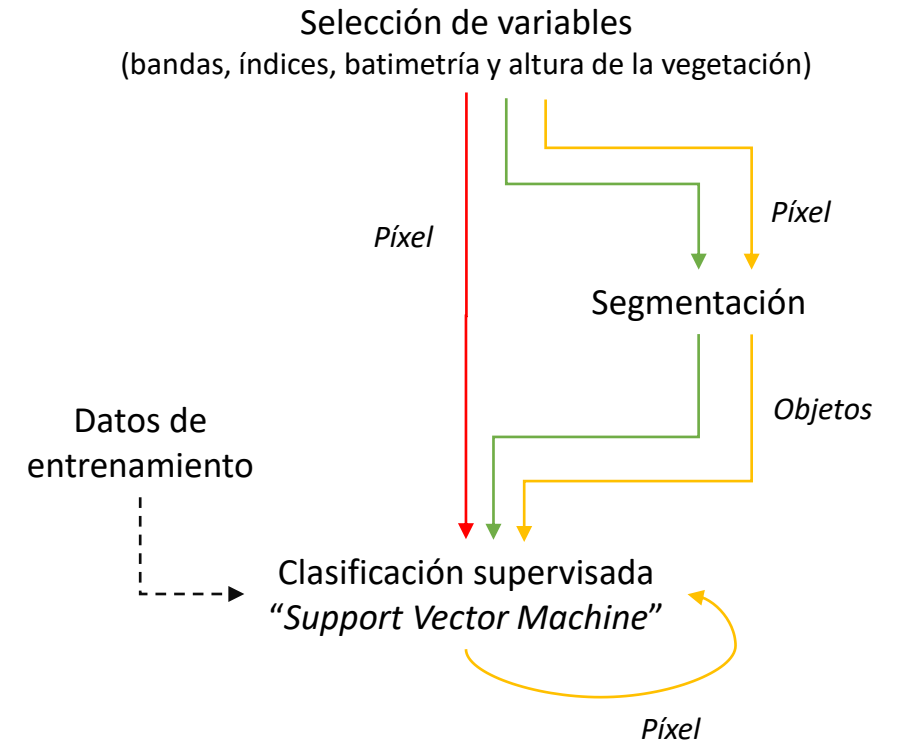 Selección de variables
(bandas, índices, batimetría y altura de la vegetación)
Píxel
Píxel
Segmentación
Objetos
Datos de
entrenamiento
Clasificación supervisada
“Support Vector Machine”
Píxel